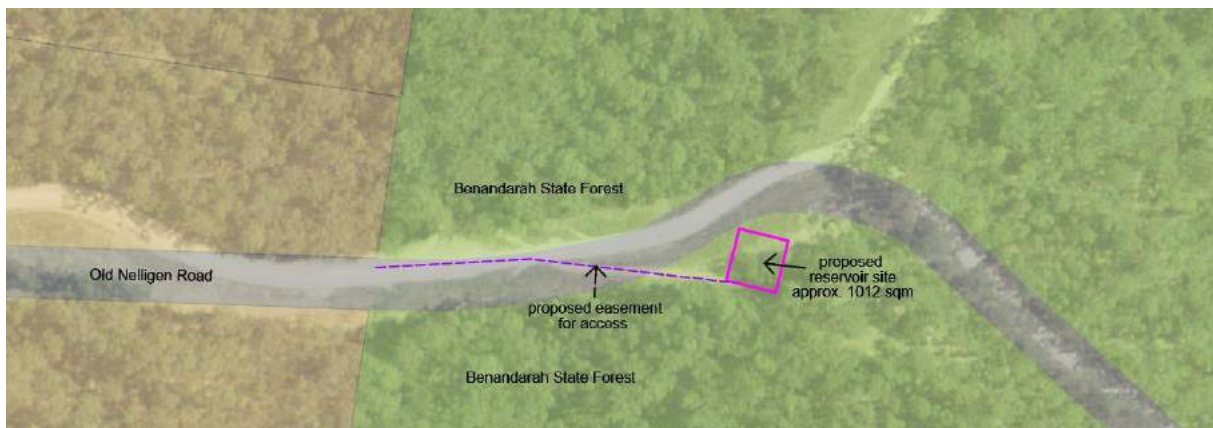 Benandarah State Forest
Old Nelligen Road
proposed
reservoir site
approx. 1012 sqm
proposed easement
for access
Benandarah State Forest